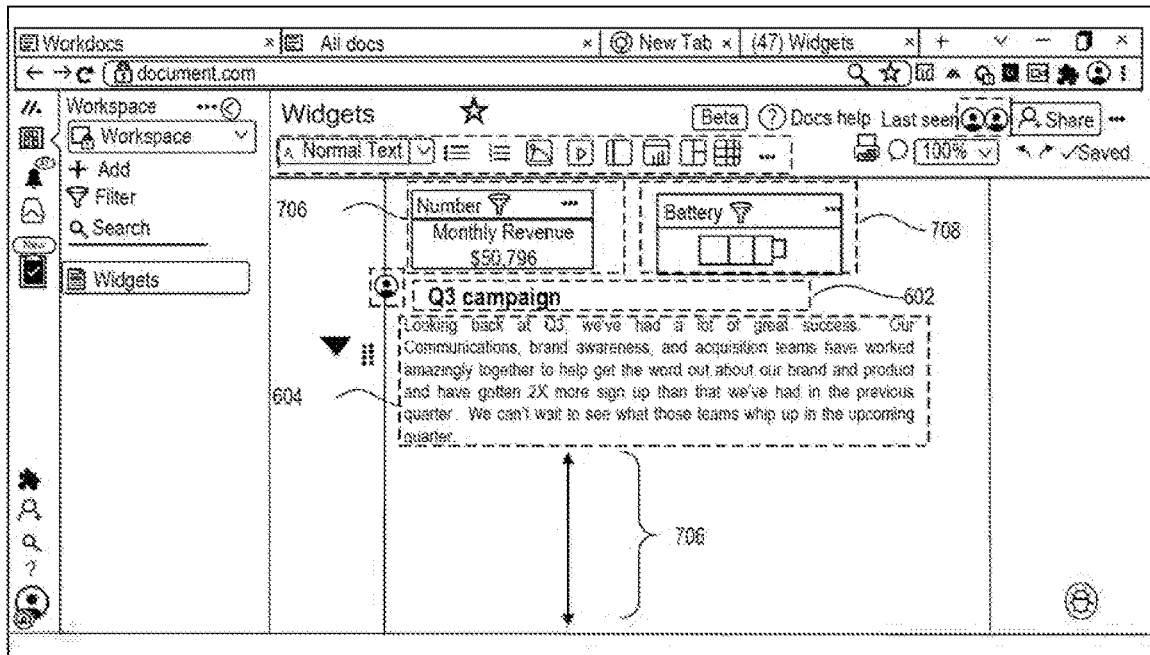 Workdocs × All docs × New Tab × (47) Widgets × + — ×
document.com
Workspace ...
Workspace
+ Add
Filter
Search
New
Widgets
?
Widgets
Beta ? Docs help Last seen Share ...
A Normal Text ... 100% Saved
706
Number ...
Monthly Revenue
$50,796
Battery ...
708
Q3 campaign
602
Looking back at Q3, we've had a lot of great success. Our
Communications, brand awareness, and acquisition teams have worked
amazingly together to help get the word out about our brand and product
and have gotten 2X more sign up than that we've had in the previous
quarter. We can't wait to see what those teams whip up in the upcoming
quarter.
604
706